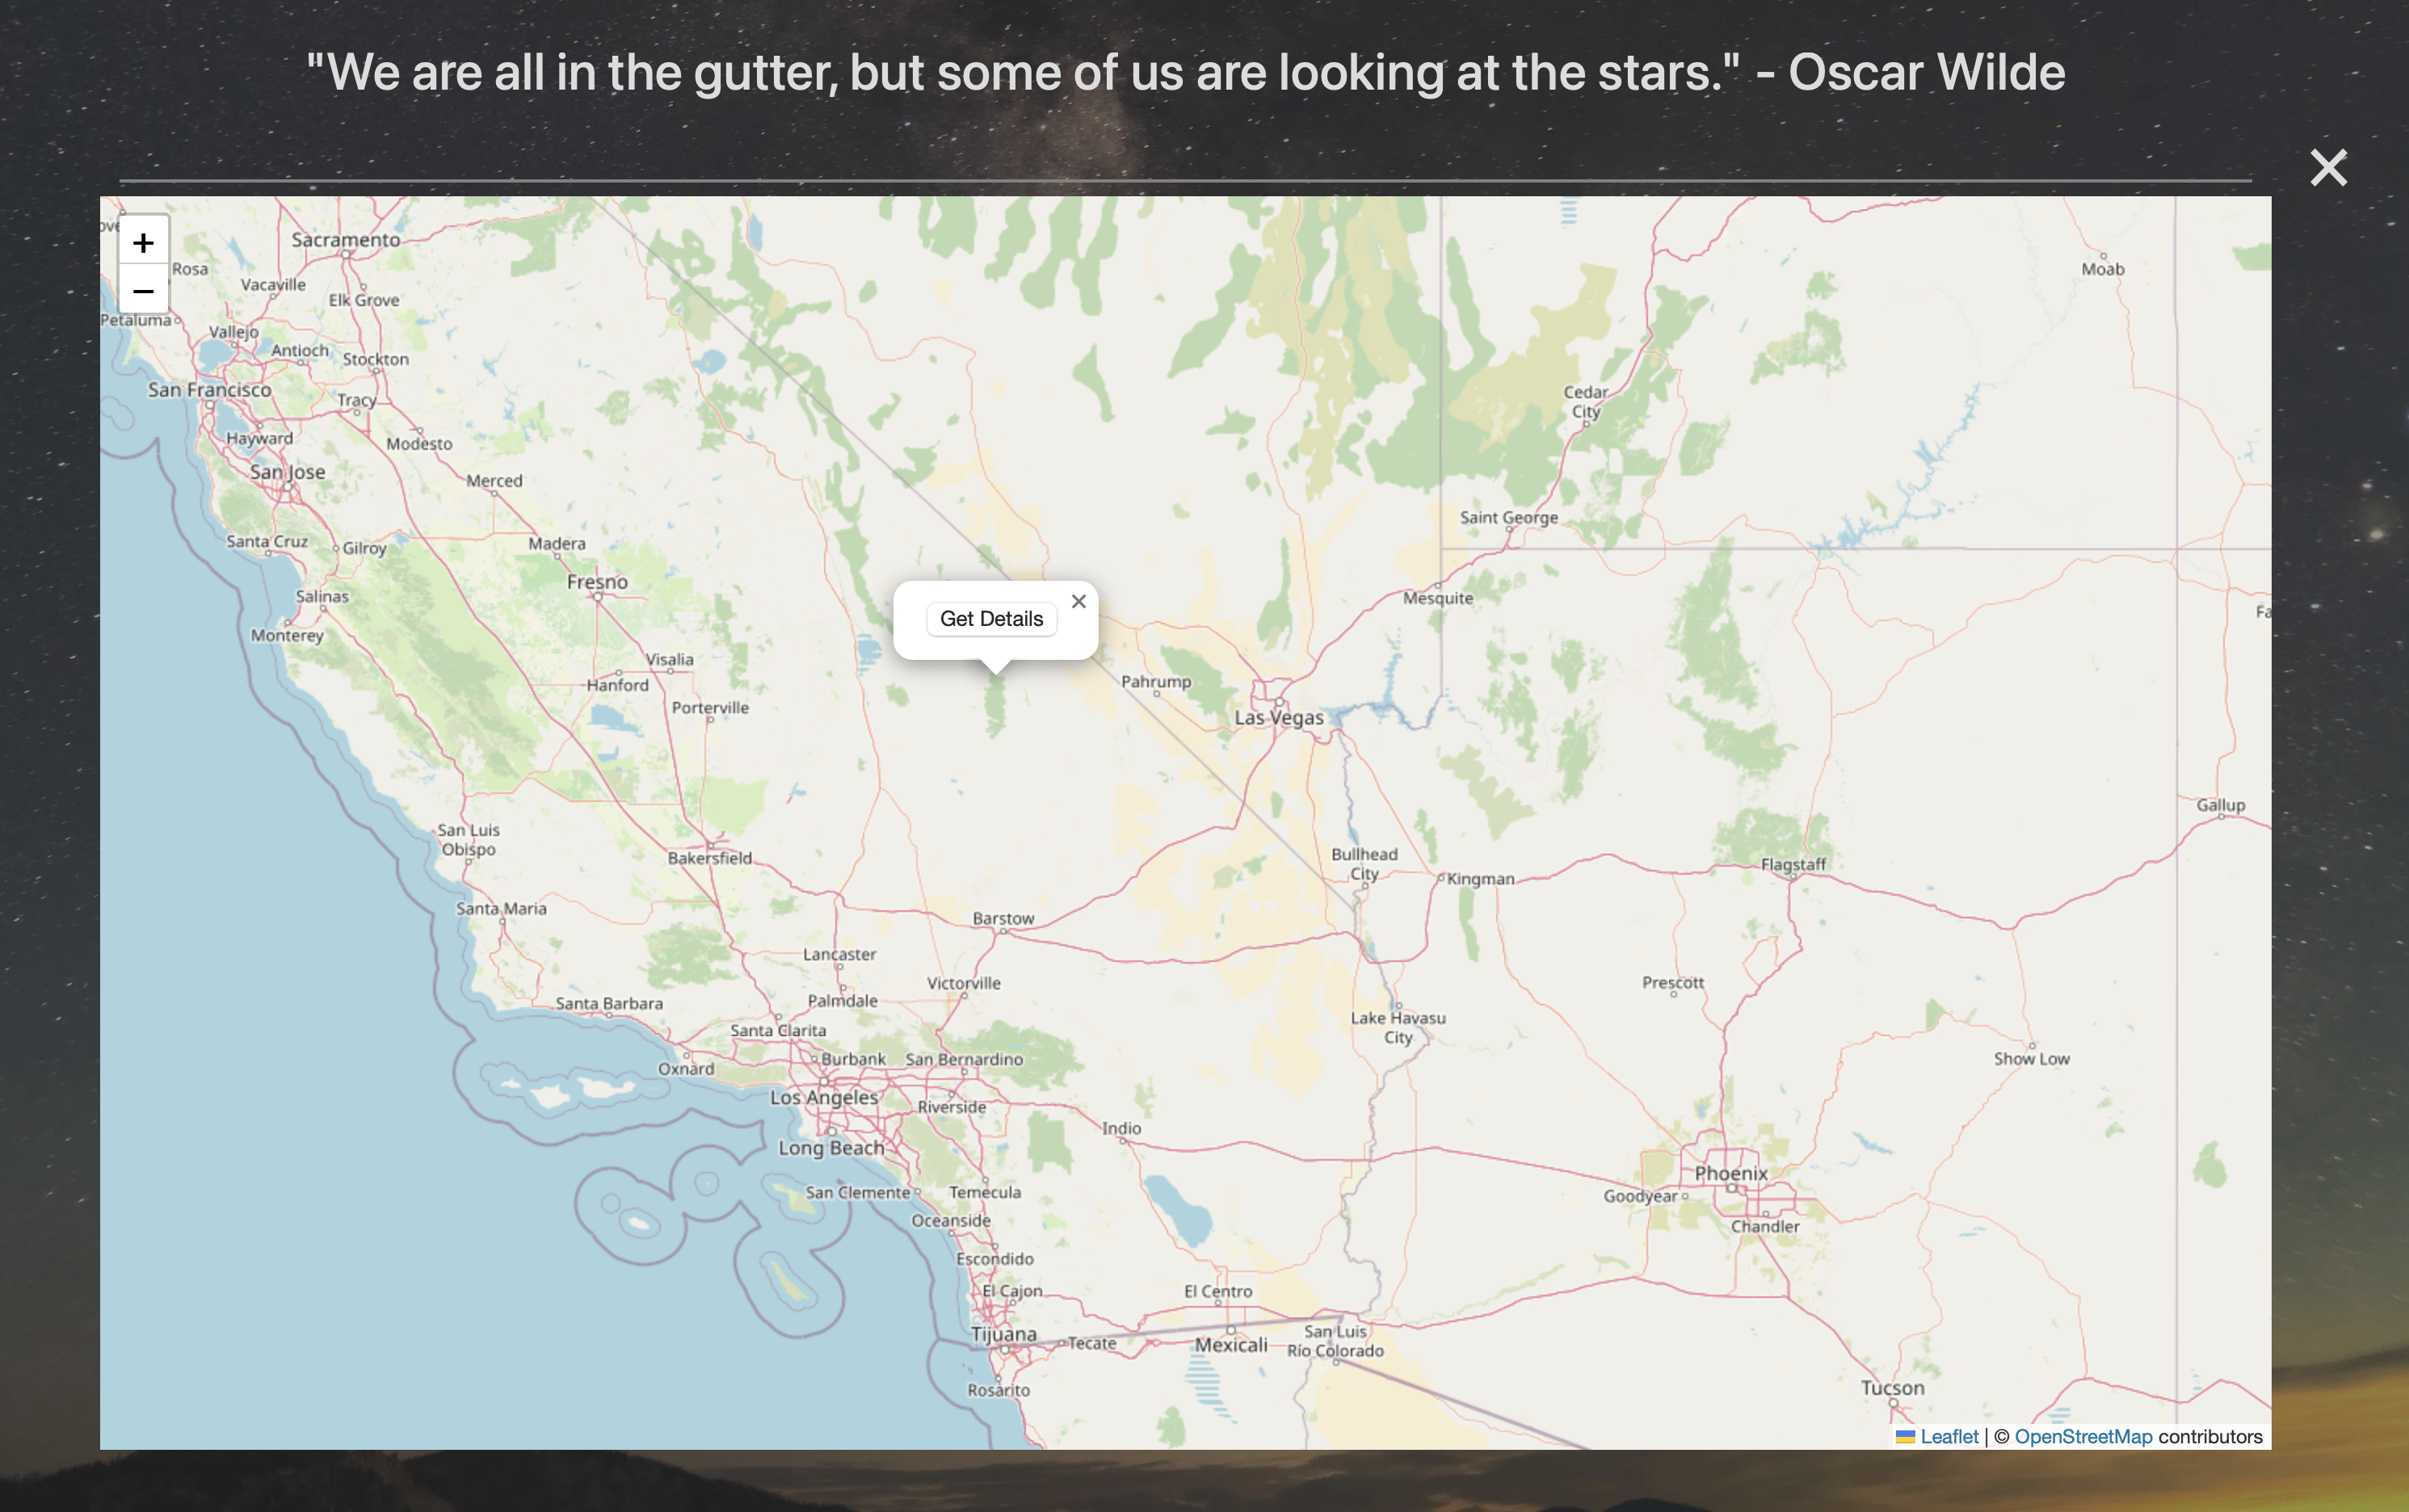 "We are all in the gutter, but some of us are looking at the stars." - Oscar Wilde
×
+
−
Sacramento
Rosa
Vacaville
Elk Grove
Petaluma
Vallejo
Antioch
Stockton
San Francisco
Tracy
Hayward
Modesto
San Jose
Merced
Santa Cruz
Gilroy
Madera
Fresno
Salinas
Monterey
Visalia
Hanford
Porterville
San Luis
Obispo
Bakersfield
Santa Maria
Lancaster
Palmdale
Barstow
Victorville
Santa Barbara
Santa Clarita
Oxnard
Burbank
San Bernardino
Los Angeles
Riverside
Long Beach
Indio
San Clemente
Temecula
Oceanside
Escondido
El Cajon
El Centro
Tijuana
Tecate
Mexicali
San Luis
Río Colorado
Rosarito
Get Details
×
Pahrump
Las Vegas
Mesquite
Saint George
Cedar
City
Moab
Bullhead
City
Kingman
Flagstaff
Gallup
Prescott
Lake Havasu
City
Show Low
Phoenix
Goodyear
Chandler
Tucson
Leaflet | © OpenStreetMap contributors